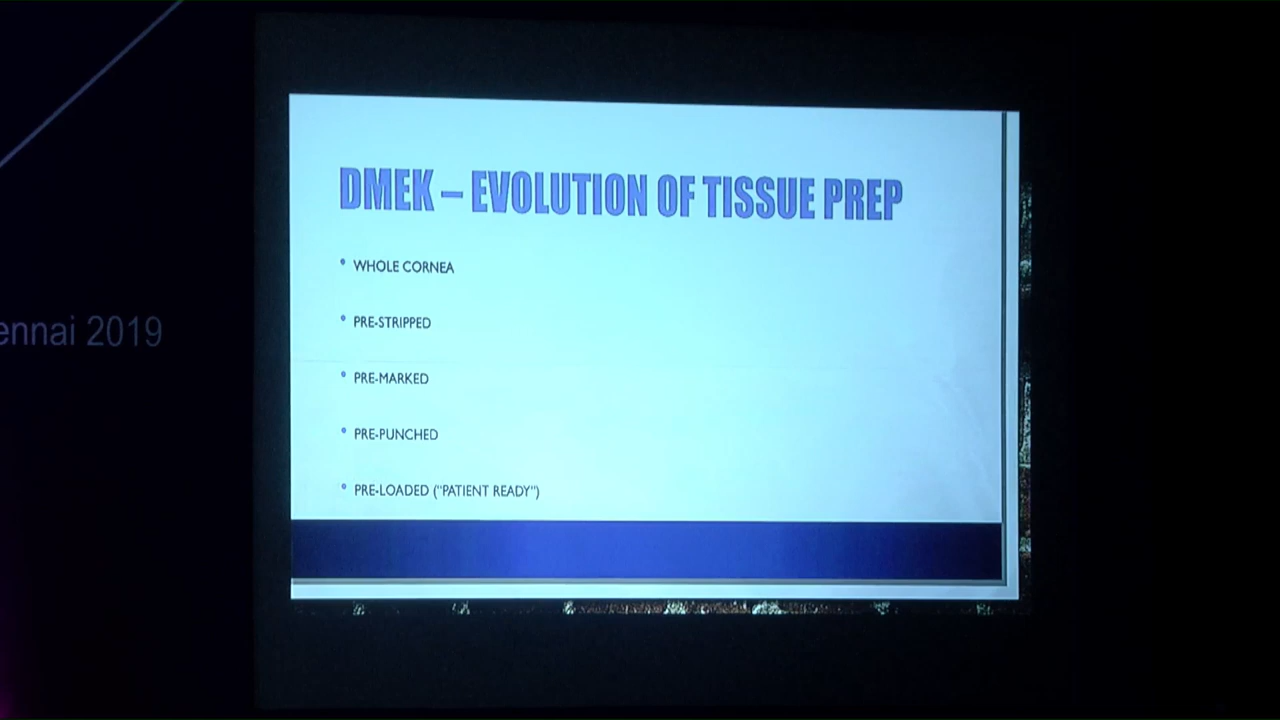 DMEK – EVOLUTION OF TISSUE PREP
• WHOLE CORNEA
• PRE-STRIPPED
• PRE-MARKED
• PRE-PUNCHED
• PRE-LOADED ("PATIENT READY")
ennai 2019